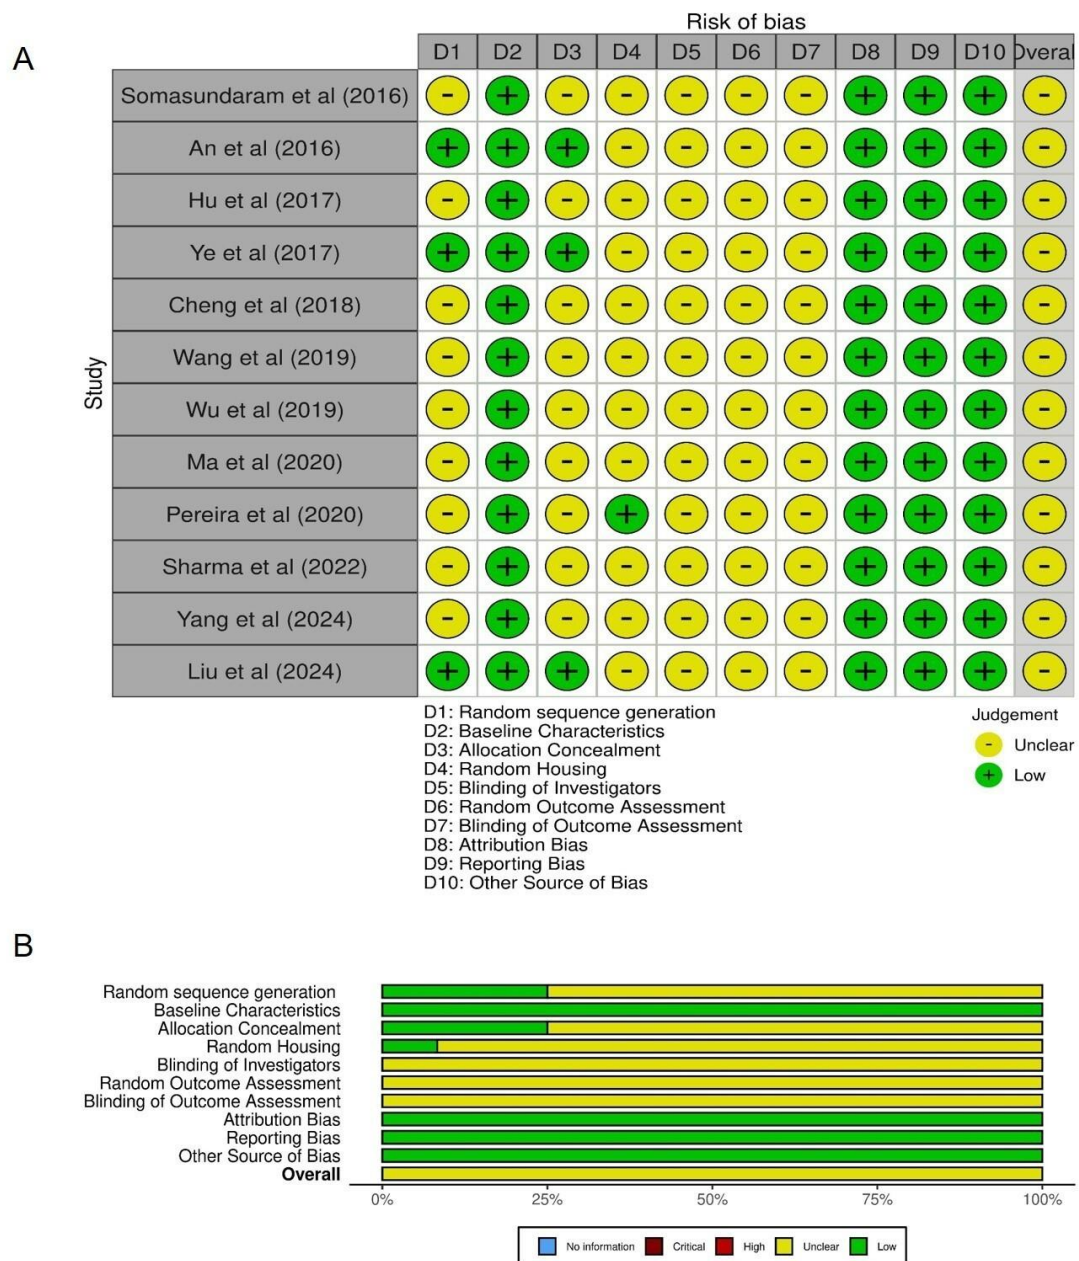 A
Risk of bias
D1 D2 D3 D4 D5 D6 D7 D8 D9 D10 Overall
Study
Somasundaram et al (2016) - + - - - - - + + + -
An et al (2016) + + + - - - - + + + -
Hu et al (2017) - + - - - - - + + + -
Ye et al (2017) + + + - - - - + + + -
Cheng et al (2018) - + - - - - - + + + -
Wang et al (2019) - + - - - - - + + + -
Wu et al (2019) - + - - - - - + + + -
Ma et al (2020) - + - - - - - + + + -
Pereira et al (2020) - + - + - - - + + + -
Sharma et al (2022) - + - - - - - + + + -
Yang et al (2024) - + - - - - - + + + -
Liu et al (2024) + + + - - - - + + + -
D1: Random sequence generation
D2: Baseline Characteristics
D3: Allocation Concealment
D4: Random Housing
D5: Blinding of Investigators
D6: Random Outcome Assessment
D7: Blinding of Outcome Assessment
D8: Attribution Bias
D9: Reporting Bias
D10: Other Source of Bias
Judgement
- Unclear
+ Low
B
Random sequence generation
Baseline Characteristics
Allocation Concealment
Random Housing
Blinding of Investigators
Random Outcome Assessment
Blinding of Outcome Assessment
Attribution Bias
Reporting Bias
Other Source of Bias
Overall
0% 25% 50% 75% 100%
No information Critical High Unclear Low